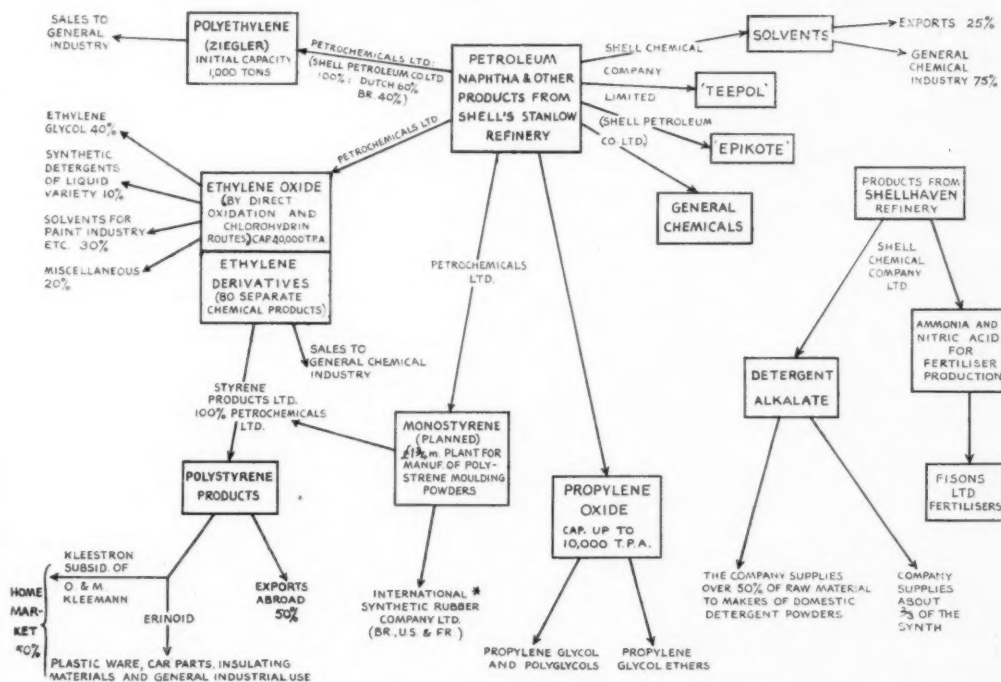 SALES TO
GENERAL
INDUSTRY
POLYETHYLENE
(ZIEGLER)
INITIAL CAPACITY
1,000 TONS
PETROCHEMICALS LTD:
(SHELL PETROLEUM CO. LTD
100%: DUTCH 60%
BR. 40%)
PETROLEUM
NAPHTHA & OTHER
PRODUCTS FROM
SHELL'S STANLOW
REFINERY
SHELL CHEMICAL
COMPANY
LIMITED
(SHELL PETROLEUM
CO. LTD.)
SOLVENTS
EXPORTS 25%
GENERAL
CHEMICAL
INDUSTRY 75%
'TEEPOL'
'EPIKOTE'
GENERAL
CHEMICALS
PETROCHEMICALS LTD
ETHYLENE
GLYCOL 40%
SYNTHETIC
DETERGENTS
OF LIQUID
VARIETY 10%
SOLVENTS FOR
PAINT INDUSTRY
ETC. 30%
MISCELLANEOUS
20%
ETHYLENE OXIDE
(BY DIRECT
OXIDATION AND
CHLOROHYDRIN
ROUTES) CAP. 40,000 T.P.A
ETHYLENE
DERIVATIVES
(80 SEPARATE
CHEMICAL PRODUCTS)
PETROCHEMICALS
LTD.
PRODUCTS FROM
SHELLHAVEN
REFINERY
SHELL
CHEMICAL
COMPANY
LTD.
SALES TO
GENERAL CHEMICAL
INDUSTRY
STYRENE
PRODUCTS LTD.
100% PETROCHEMICALS
LTD.
MONOSTYRENE
(PLANNED)
£1¾ m. PLANT FOR
MANUF. OF POLY-
STRENE MOULDING
POWDERS
DETERGENT
ALKALATE
AMMONIA AND
NITRIC ACID
FOR
FERTILISER
PRODUCTION
POLYSTYRENE
PRODUCTS
PROPYLENE
OXIDE
CAP. UP TO
10,000 T.P.A.
FISONS
LTD
FERTILISERS
HOME
MAR-
KET
50%
KLEESTRON
SUBSID. OF
O. & M.
KLEEMANN
ERINOID
EXPORTS
ABROAD
50%
PLASTIC WARE, CAR PARTS, INSULATING
MATERIALS AND GENERAL INDUSTRIAL USE
INTERNATIONAL *
SYNTHETIC RUBBER
COMPANY LTD.
(BR., U.S. & FR.)
PROPYLENE GLYCOL
AND POLYGLYCOLS
PROPYLENE
GLYCOL ETHERS
THE COMPANY SUPPLIES
OVER 50% OF RAW MATERIAL
TO MAKERS OF DOMESTIC
DETERGENT POWDERS
COMPANY
SUPPLIES
ABOUT
⅔ OF THE
SYNTH